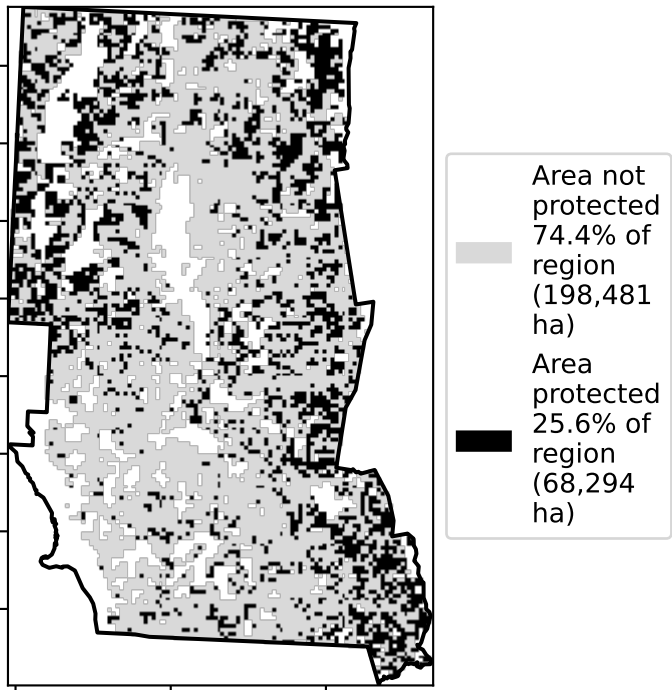 Area not
protected
74.4% of
region
(198,481
ha)
Area
protected
25.6% of
region
(68,294
ha)